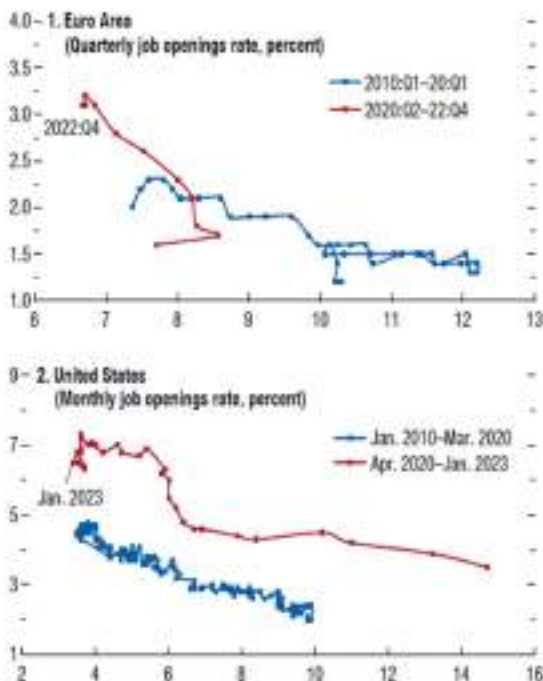 4.0 1. Euro Area
(Quarterly job openings rate, percent)
3.5
2010:Q1–20:Q1
2020:Q2–22:Q4
3.0
2022:Q4
2.5
2.0
1.5
1.0
6 7 8 9 10 11 12 13
9 2. United States
(Monthly job openings rate, percent)
Jan. 2010–Mar. 2020
7
Apr. 2020–Jan. 2023
Jan. 2023
5
3
1
2 4 6 8 10 12 14 16